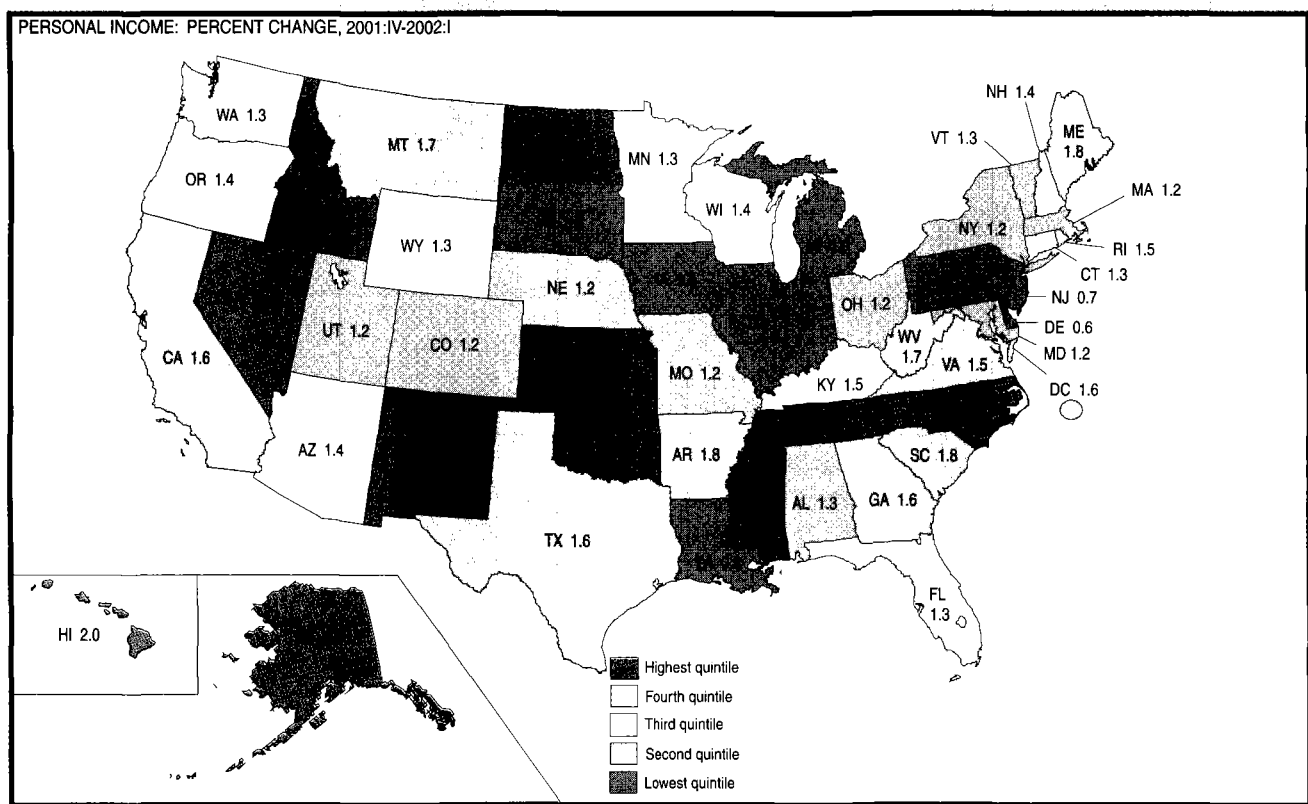 PERSONAL INCOME: PERCENT CHANGE, 2001:IV-2002:I
WA 1.3
MT 1.7
OR 1.4
WY 1.3
MN 1.3
WI 1.4
NH 1.4
VT 1.3
ME
1.8
MA 1.2
NY 1.2
RI 1.5
CT 1.3
NJ 0.7
DE 0.6
MD 1.2
DC 1.6
CA 1.6
UT 1.2
CO 1.2
NE 1.2
OH 1.2
WV
1.7
VA 1.5
MO 1.2
KY 1.5
AZ 1.4
AR 1.8
SC 1.8
TX 1.6
AL 1.3
GA 1.6
FL
1.3
HI 2.0
Highest quintile
Fourth quintile
Third quintile
Second quintile
Lowest quintile